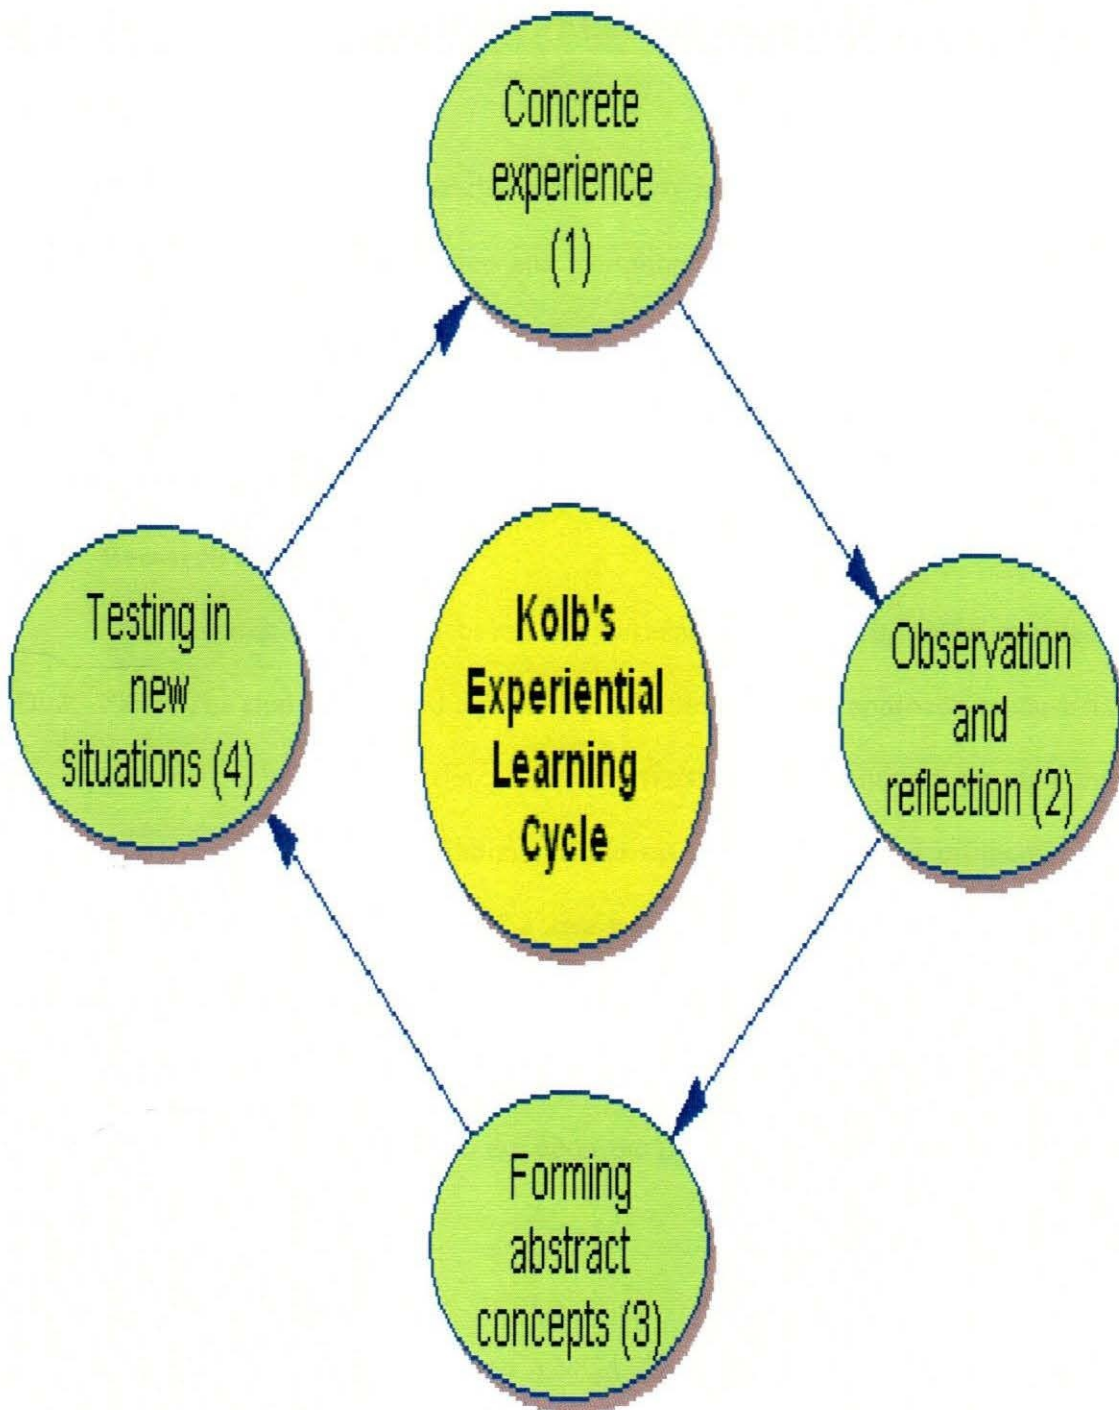 Concrete
experience
(1)
Kolb's
Experiential
Learning
Cycle
Observation
and
reflection (2)
Forming
abstract
concepts (3)
Testing in
new
situations (4)